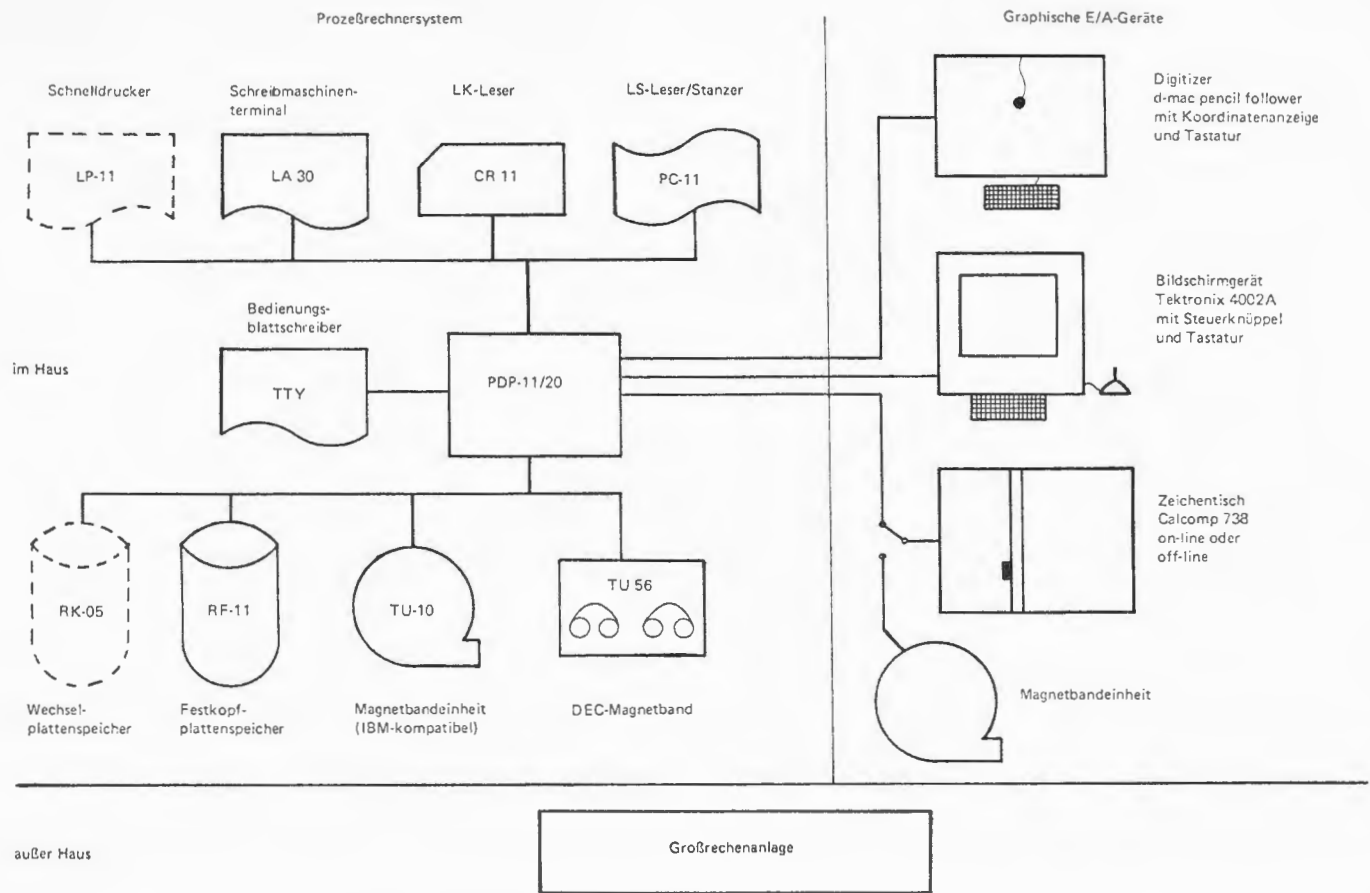 Prozeßrechnersystem
Graphische E/A-Geräte
Schnelldrucker
Schreibmaschinen-
terminal
LK-Leser
LS-Leser/Stanzer
LP-11
LA 30
CR 11
PC-11
Digitizer
d-mac pencil follower
mit Koordinatenanzeige
und Tastatur
Bedienungs-
blattschreiber
im Haus
TTY
PDP-11/20
Bildschirmgerät
Tektronix 4002A
mit Steuerknüppel
und Tastatur
Zeichentisch
Calcomp 738
on-line oder
off-line
RK-05
RF-11
TU-10
TU 56
Wechsel-
plattenspeicher
Festkopf-
plattenspeicher
Magnetbandeinheit
(IBM-kompatibel)
DEC-Magnetband
Magnetbandeinheit
außer Haus
Großrechenanlage